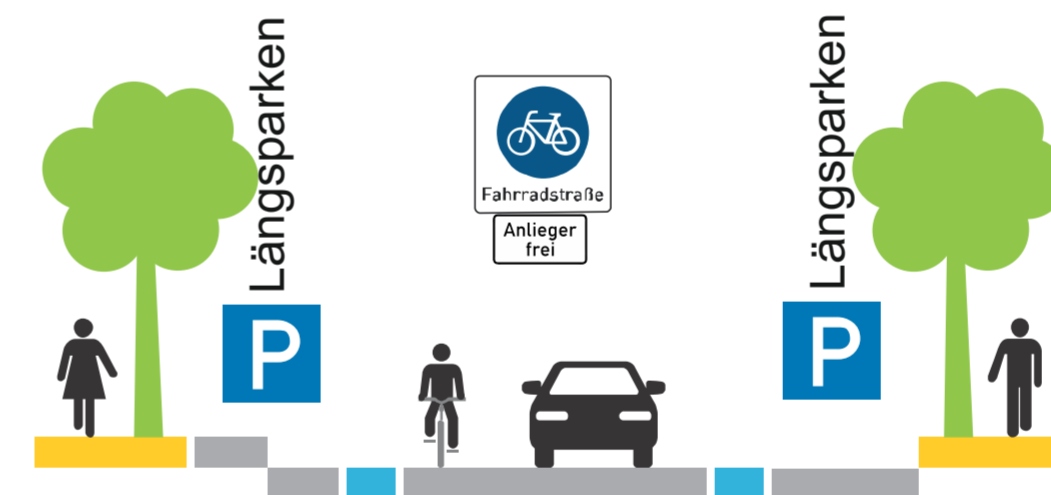 Längsparken
Fahrradstraße
Anlieger
frei
Längsparken
P
P